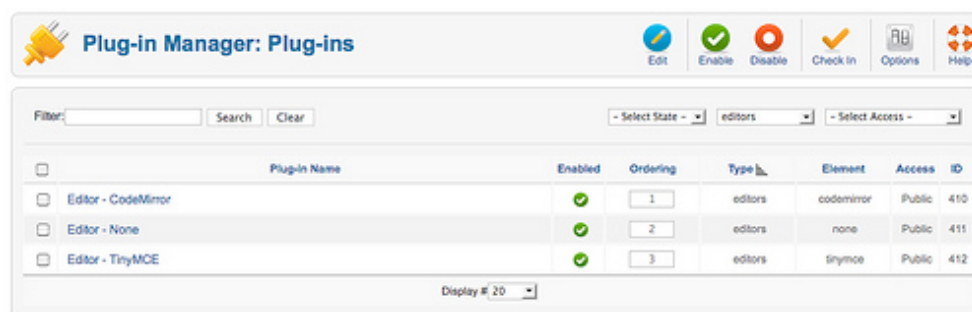 Plug-in Manager: Plug-ins
Edit
Enable
Disable
Check In
Options
Help
Filter: Search Clear - Select State - editors - Select Access -
Plug-in Name Enabled Ordering Type Element Access ID
Editor - CodeMirror 1 editors codemirror Public 410
Editor - None 2 editors none Public 411
Editor - TinyMCE 3 editors tinymce Public 412
Display # 20